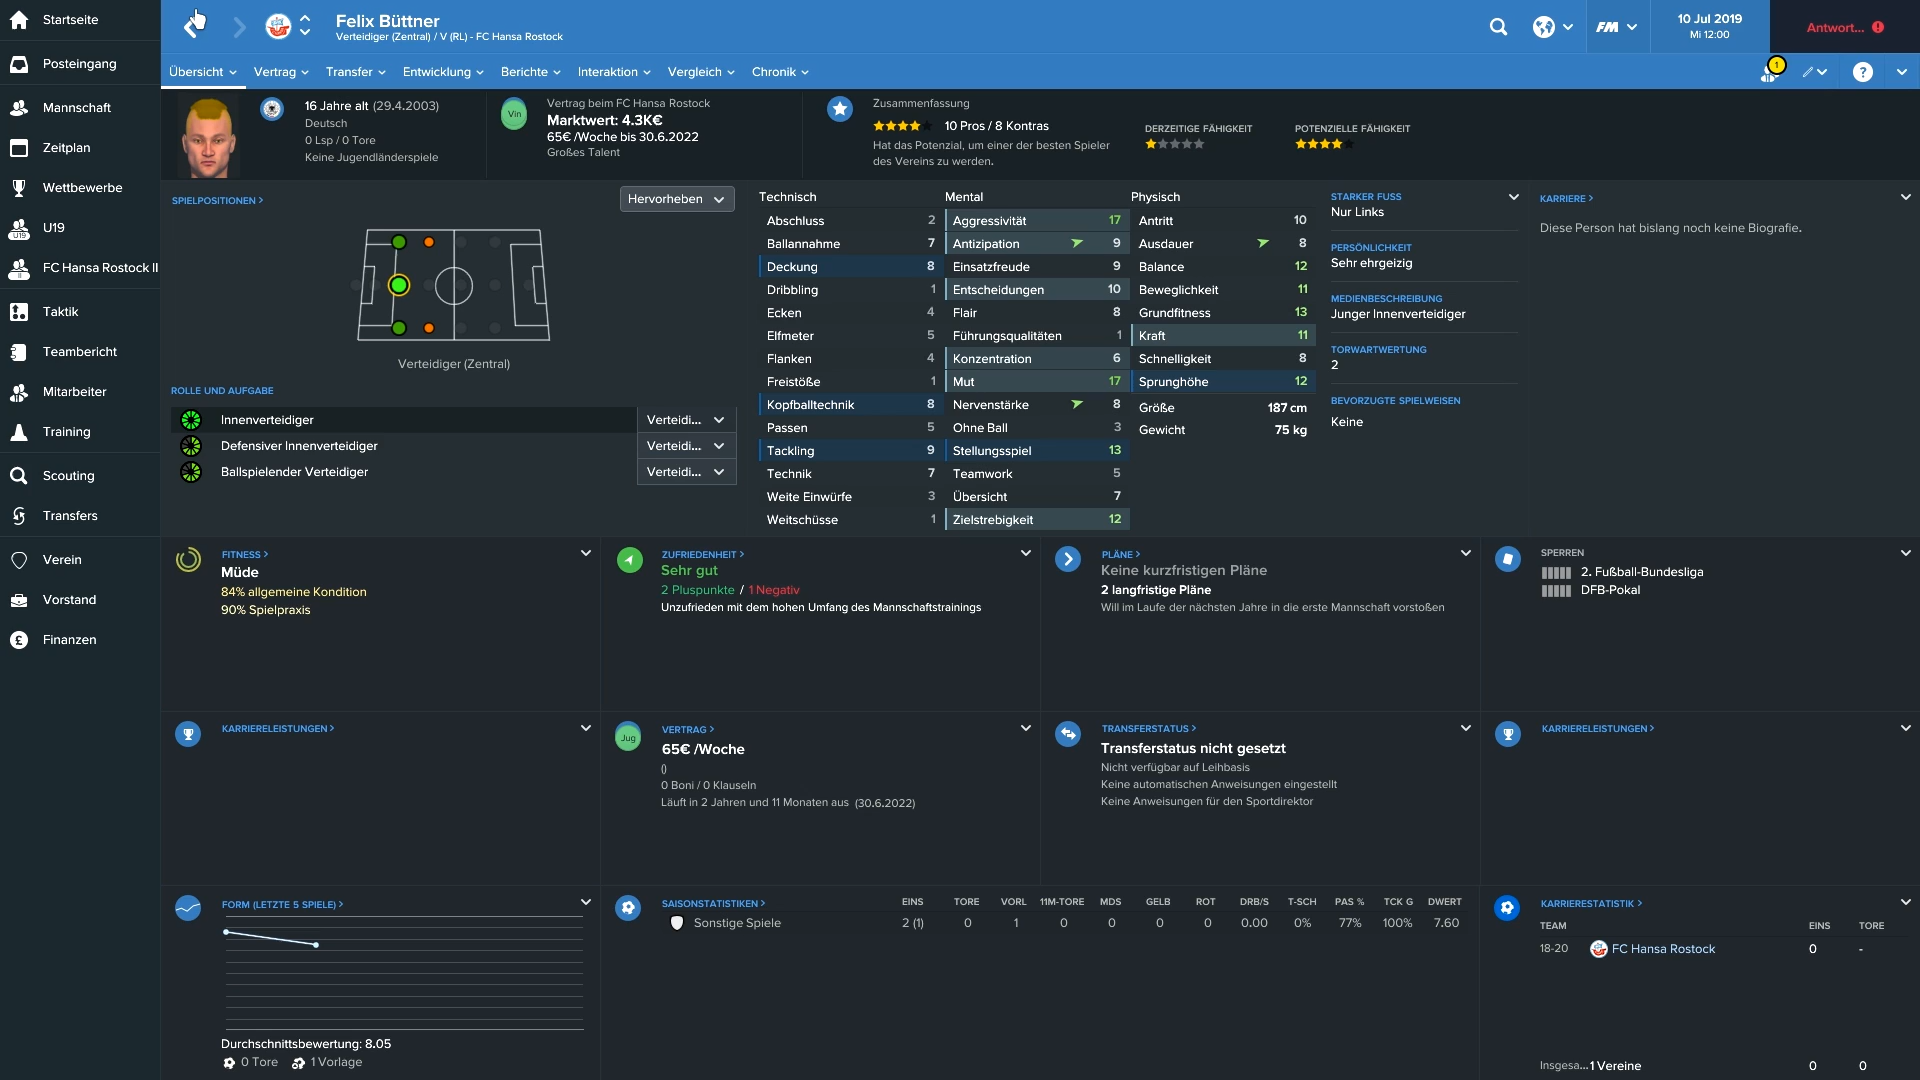 Startseite
Posteingang
Mannschaft
Zeitplan
Wettbewerbe
U19
FC Hansa Rostock II
Taktik
Teambericht
Mitarbeiter
Training
Scouting
Transfers
Verein
Vorstand
Finanzen
Felix Büttner
Verteidiger (Zentral) / V (RL) - FC Hansa Rostock
FM
10 Jul 2019
Mi 12:00
Antwort...
Übersicht Vertrag Transfer Entwicklung Berichte Interaktion Vergleich Chronik
1
?
16 Jahre alt (29.4.2003)
Deutsch
0 Lsp / 0 Tore
Keine Jugendländerspiele
Vin
Vertrag beim FC Hansa Rostock
Marktwert: 4.3K€
65€ /Woche bis 30.6.2022
Großes Talent
Zusammenfassung
10 Pros / 8 Kontras
Hat das Potenzial, um einer der besten Spieler
des Vereins zu werden.
DERZEITIGE FÄHIGKEIT
POTENZIELLE FÄHIGKEIT
SPIELPOSITIONEN >
Hervorheben
Verteidiger (Zentral)
ROLLE UND AUFGABE
Innenverteidiger Verteidi...
Defensiver Innenverteidiger Verteidi...
Ballspielender Verteidiger Verteidi...
Technisch
Abschluss 2
Ballannahme 7
Deckung 8
Dribbling 1
Ecken 4
Elfmeter 5
Flanken 4
Freistöße 1
Kopfballtechnik 8
Passen 5
Tackling 9
Technik 7
Weite Einwürfe 3
Weitschüsse 1
Mental
Aggressivität 17
Antizipation 9
Einsatzfreude 9
Entscheidungen 10
Flair 8
Führungsqualitäten 1
Konzentration 6
Mut 17
Nervenstärke 8
Ohne Ball 3
Stellungsspiel 13
Teamwork 5
Übersicht 7
Zielstrebigkeit 12
Physisch
Antritt 10
Ausdauer 8
Balance 12
Beweglichkeit 11
Grundfitness 13
Kraft 11
Schnelligkeit 8
Sprunghöhe 12
Größe 187 cm
Gewicht 75 kg
STARKER FUSS
Nur Links
PERSÖNLICHKEIT
Sehr ehrgeizig
MEDIENBESCHREIBUNG
Junger Innenverteidiger
TORWARTWERTUNG
2
BEVORZUGTE SPIELWEISEN
Keine
KARRIERE >
Diese Person hat bislang noch keine Biografie.
FITNESS >
Müde
84% allgemeine Kondition
90% Spielpraxis
ZUFRIEDENHEIT >
Sehr gut
2 Pluspunkte / 1 Negativ
Unzufrieden mit dem hohen Umfang des Mannschaftstrainings
PLÄNE >
Keine kurzfristigen Pläne
2 langfristige Pläne
Will im Laufe der nächsten Jahre in die erste Mannschaft vorstoßen
SPERREN
2. Fußball-Bundesliga
DFB-Pokal
KARRIERELEISTUNGEN >
Jug
VERTRAG >
65€ /Woche
()
0 Boni / 0 Klauseln
Läuft in 2 Jahren und 11 Monaten aus (30.6.2022)
TRANSFERSTATUS >
Transferstatus nicht gesetzt
Nicht verfügbar auf Leihbasis
Keine automatischen Anweisungen eingestellt
Keine Anweisungen für den Sportdirektor
KARRIERELEISTUNGEN >
FORM (LETZTE 5 SPIELE) >
Durchschnittsbewertung: 8.05
0 Tore 1 Vorlage
SAISONSTATISTIKEN > EINS TORE VORL 11M-TORE MDS GELB ROT DRB/S T-SCH PAS % TCK G DWERT
Sonstige Spiele 2 (1) 0 1 0 0 0 0 0.00 0% 77% 100% 7.60
KARRIERESTATISTIK >
TEAM EINS TORE
18-20 FC Hansa Rostock 0 -
Insgesa... 1 Vereine 0 0